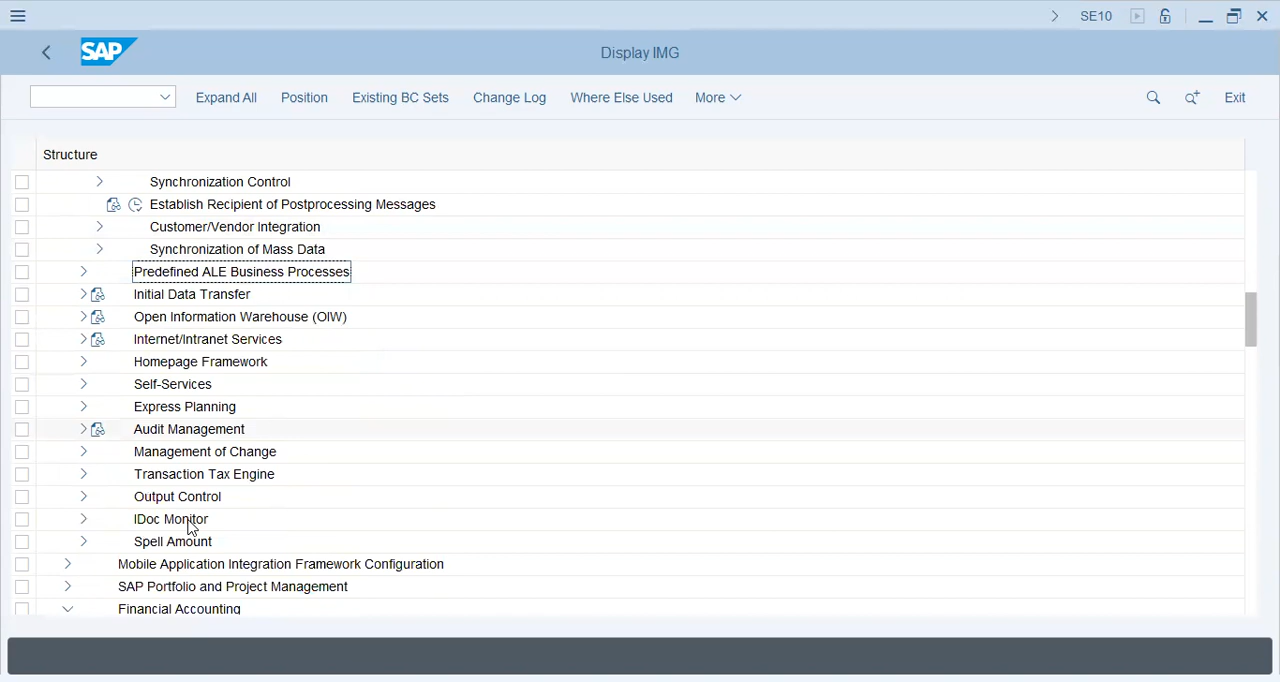 SE10
SAP
Display IMG
Expand All Position Existing BC Sets Change Log Where Else Used More Exit
Structure
Synchronization Control
Establish Recipient of Postprocessing Messages
Customer/Vendor Integration
Synchronization of Mass Data
Predefined ALE Business Processes
Initial Data Transfer
Open Information Warehouse (OIW)
Internet/Intranet Services
Homepage Framework
Self-Services
Express Planning
Audit Management
Management of Change
Transaction Tax Engine
Output Control
IDoc Monitor
Spell Amount
Mobile Application Integration Framework Configuration
SAP Portfolio and Project Management
Financial Accounting